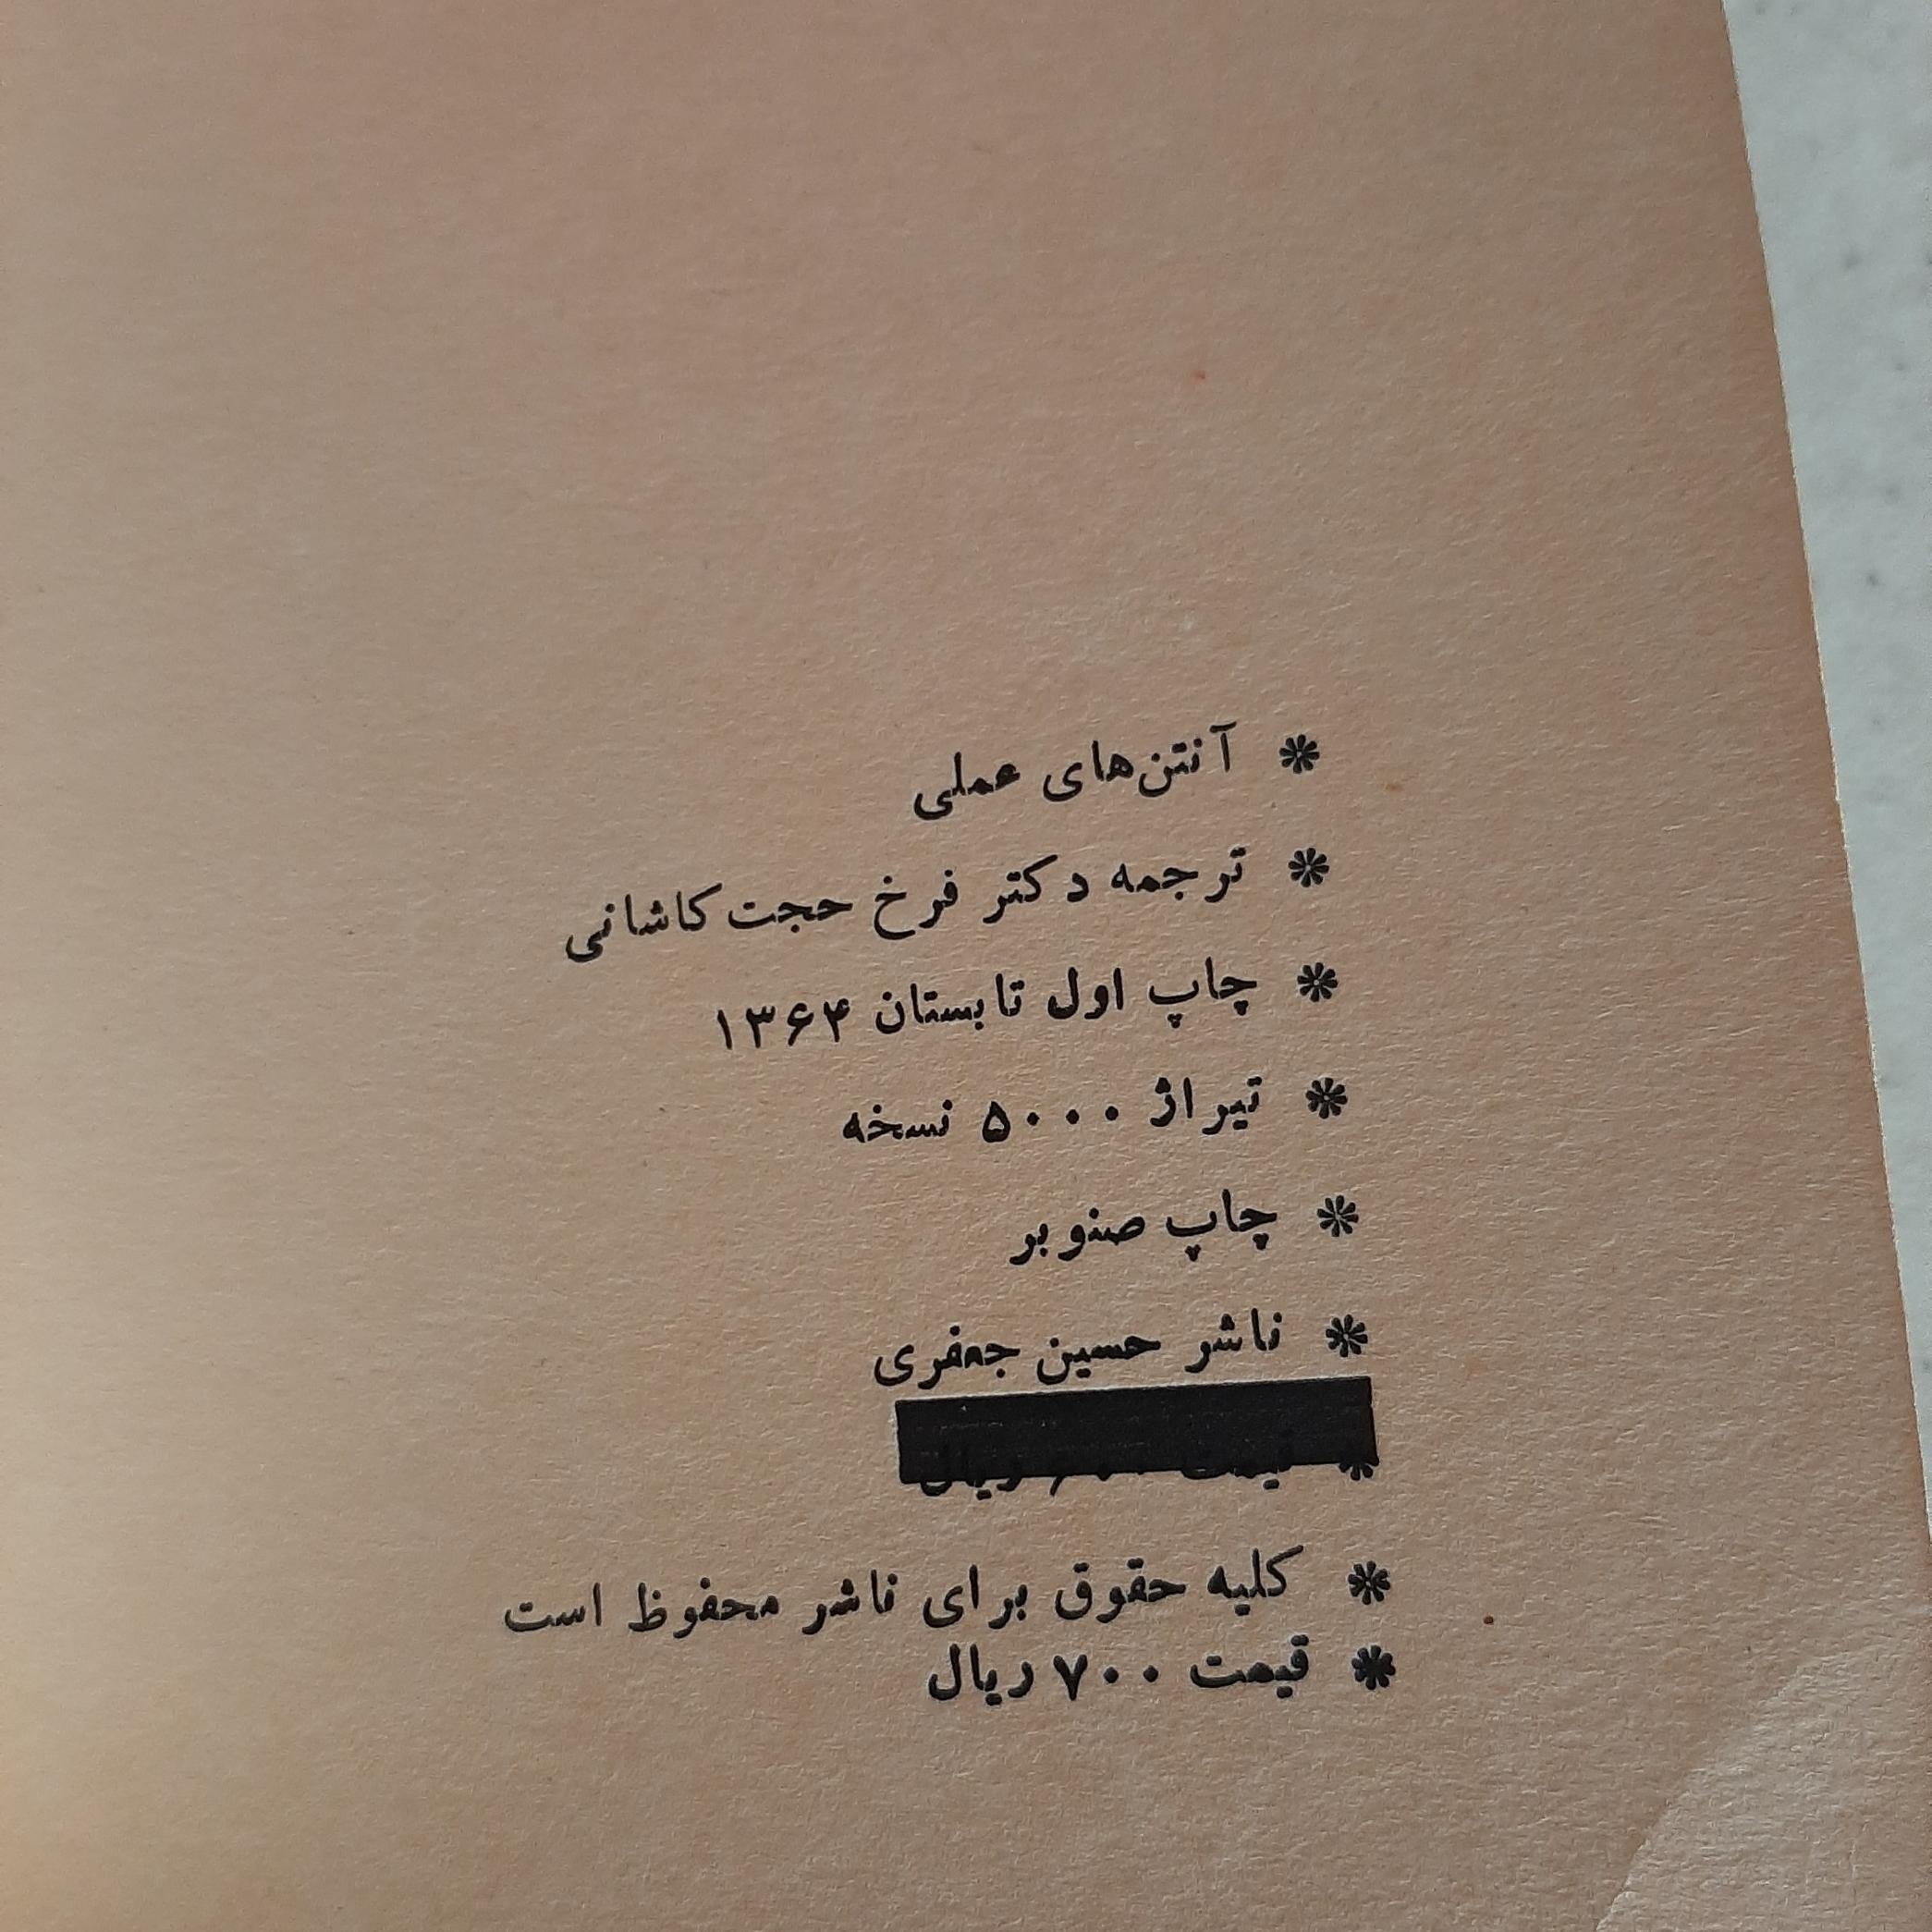 * آنتن‌های عملی
* ترجمه دکتر فرخ حجت کاشانی
* چاپ اول تابستان ۱۳۶۴
* تیراژ ۵۰۰۰ نسخه
* چاپ صنوبر
* ناشر حسین جعفری
* کلیه حقوق برای ناشر محفوظ است
* قیمت ۷۰۰ ریال